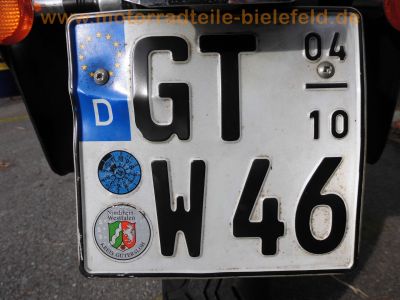 www.motorradteile-bielefeld.de
GT 04
D 10
W 46
Nordrhein
Westfalen
KREIS GÜTERSLOH